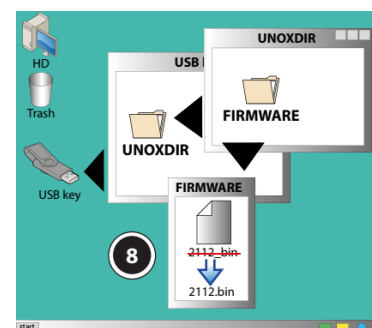 HD
Trash
USB key
USB
UNOXDIR
UNOXDIR
FIRMWARE
FIRMWARE
2112_bin
2112.bin
8
start